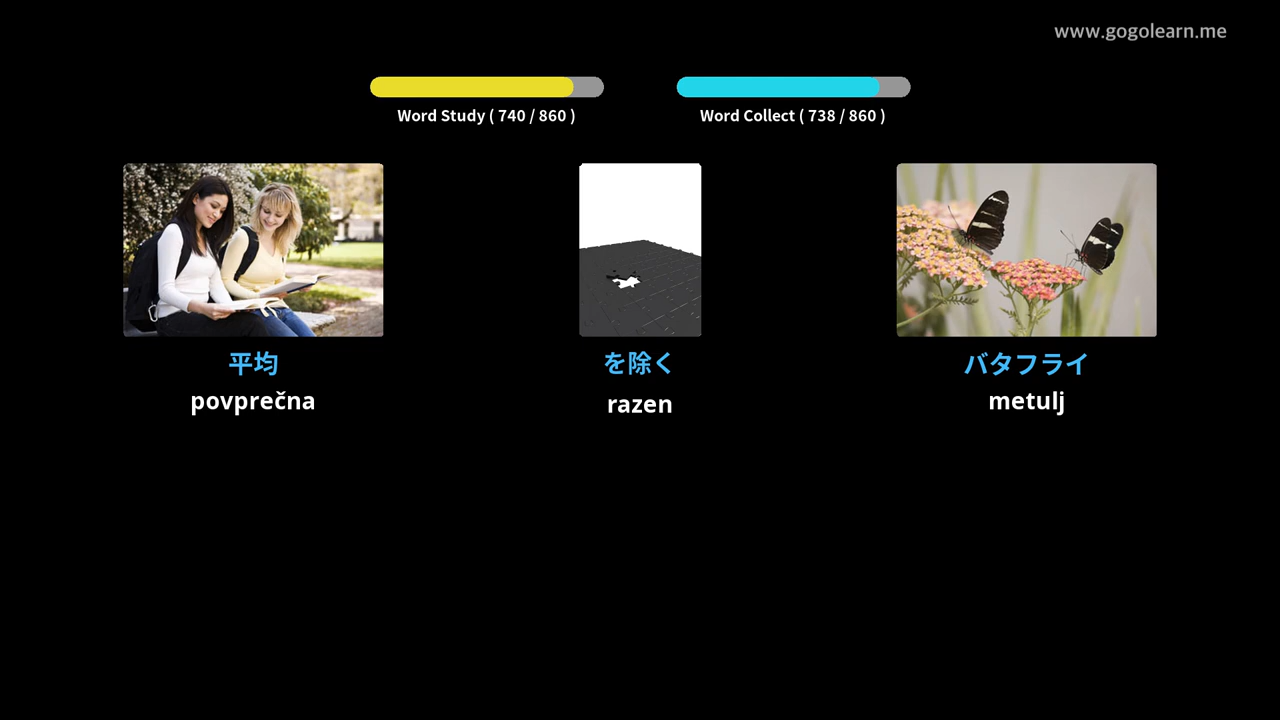 www.gogolearn.me
Word Study ( 740 / 860 )
Word Collect ( 738 / 860 )
平均
povprečna
を除く
razen
バタフライ
metulj